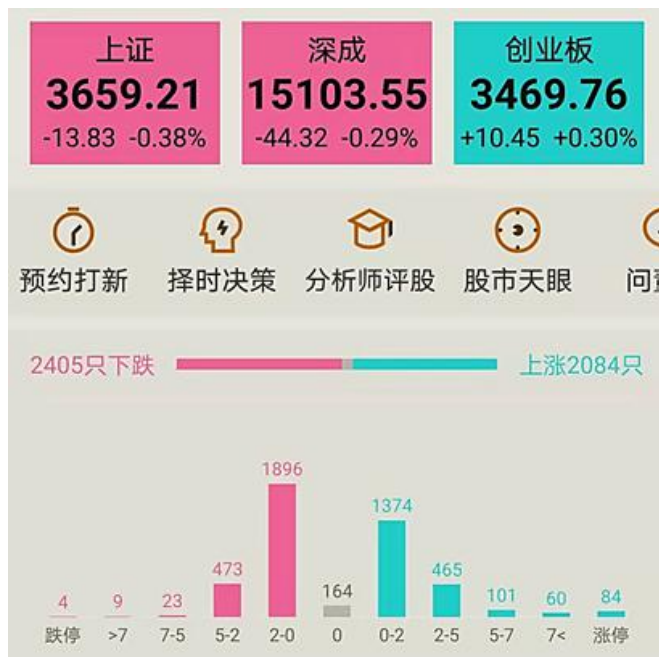 上证 深成 创业板
3659.21 15103.55 3469.76
-13.83 -0.38% -44.32 -0.29% +10.45 +0.30%
预约打新 择时决策 分析师评股 股市天眼 问
2405只下跌 上涨2084只
1896
1374
473 465
164
4 9 23 101 60 84
跌停 >7 7-5 5-2 2-0 0 0-2 2-5 5-7 7< 涨停